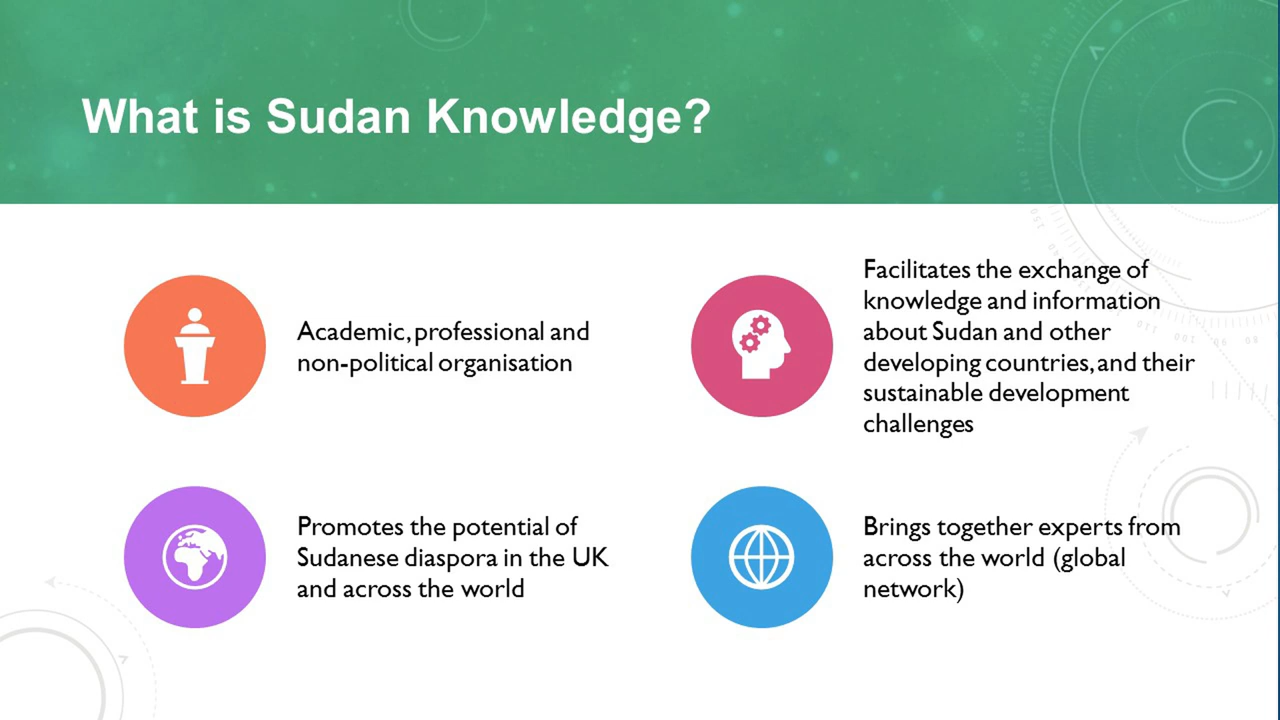 What is Sudan Knowledge?
Academic, professional and
non-political organisation
Facilitates the exchange of
knowledge and information
about Sudan and other
developing countries, and their
sustainable development
challenges
Promotes the potential of
Sudanese diaspora in the UK
and across the world
Brings together experts from
across the world (global
network)